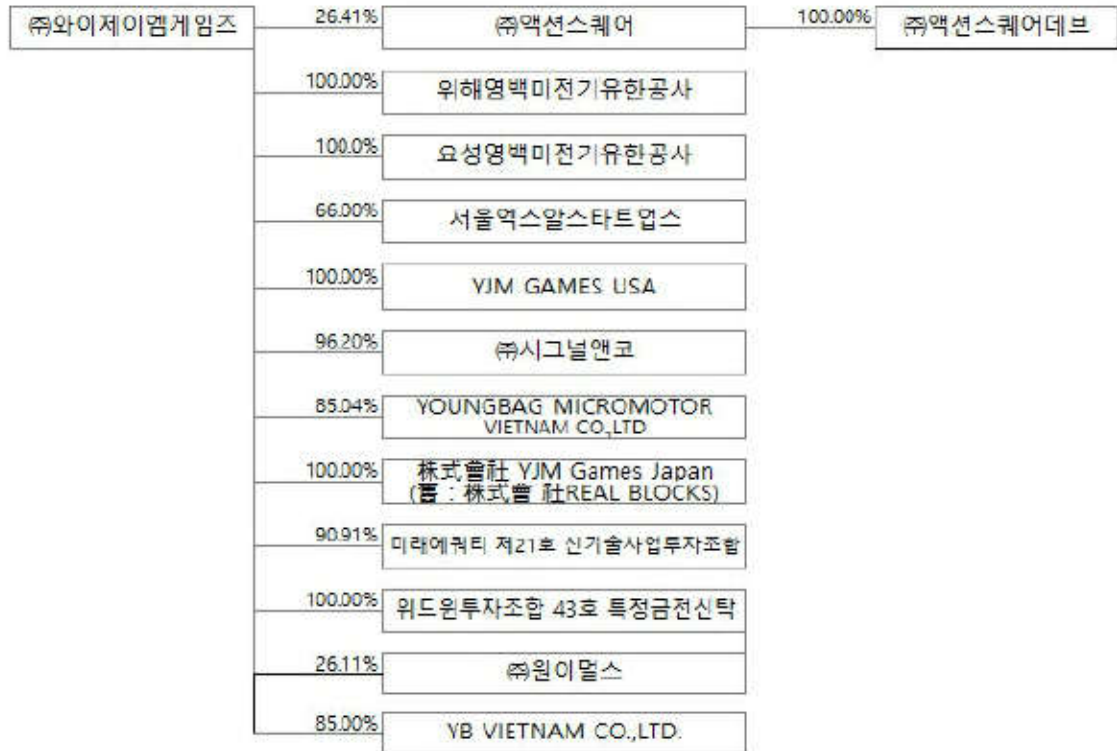 ㈜와이제이엠게임즈 26.41% ㈜액션스퀘어 100.00% ㈜액션스퀘어데브
100.00% 위해영백미전기유한공사
100.0% 요성영백미전기유한공사
66.00% 서울엑스알스타트업스
100.00% YJM GAMES USA
96.20% ㈜시그널앤코
85.04% YOUNGBAG MICROMOTOR
VIETNAM CO.,LTD
100.00% 株式會社 YJM Games Japan
(舊 : 株式會 社REAL BLOCKS)
90.91% 미래에쿼티 제21호 신기술사업투자조합
100.00% 위드윈투자조합 43호 특정금전신탁
26.11% ㈜원이멀스
85.00% YB VIETNAM CO.,LTD.